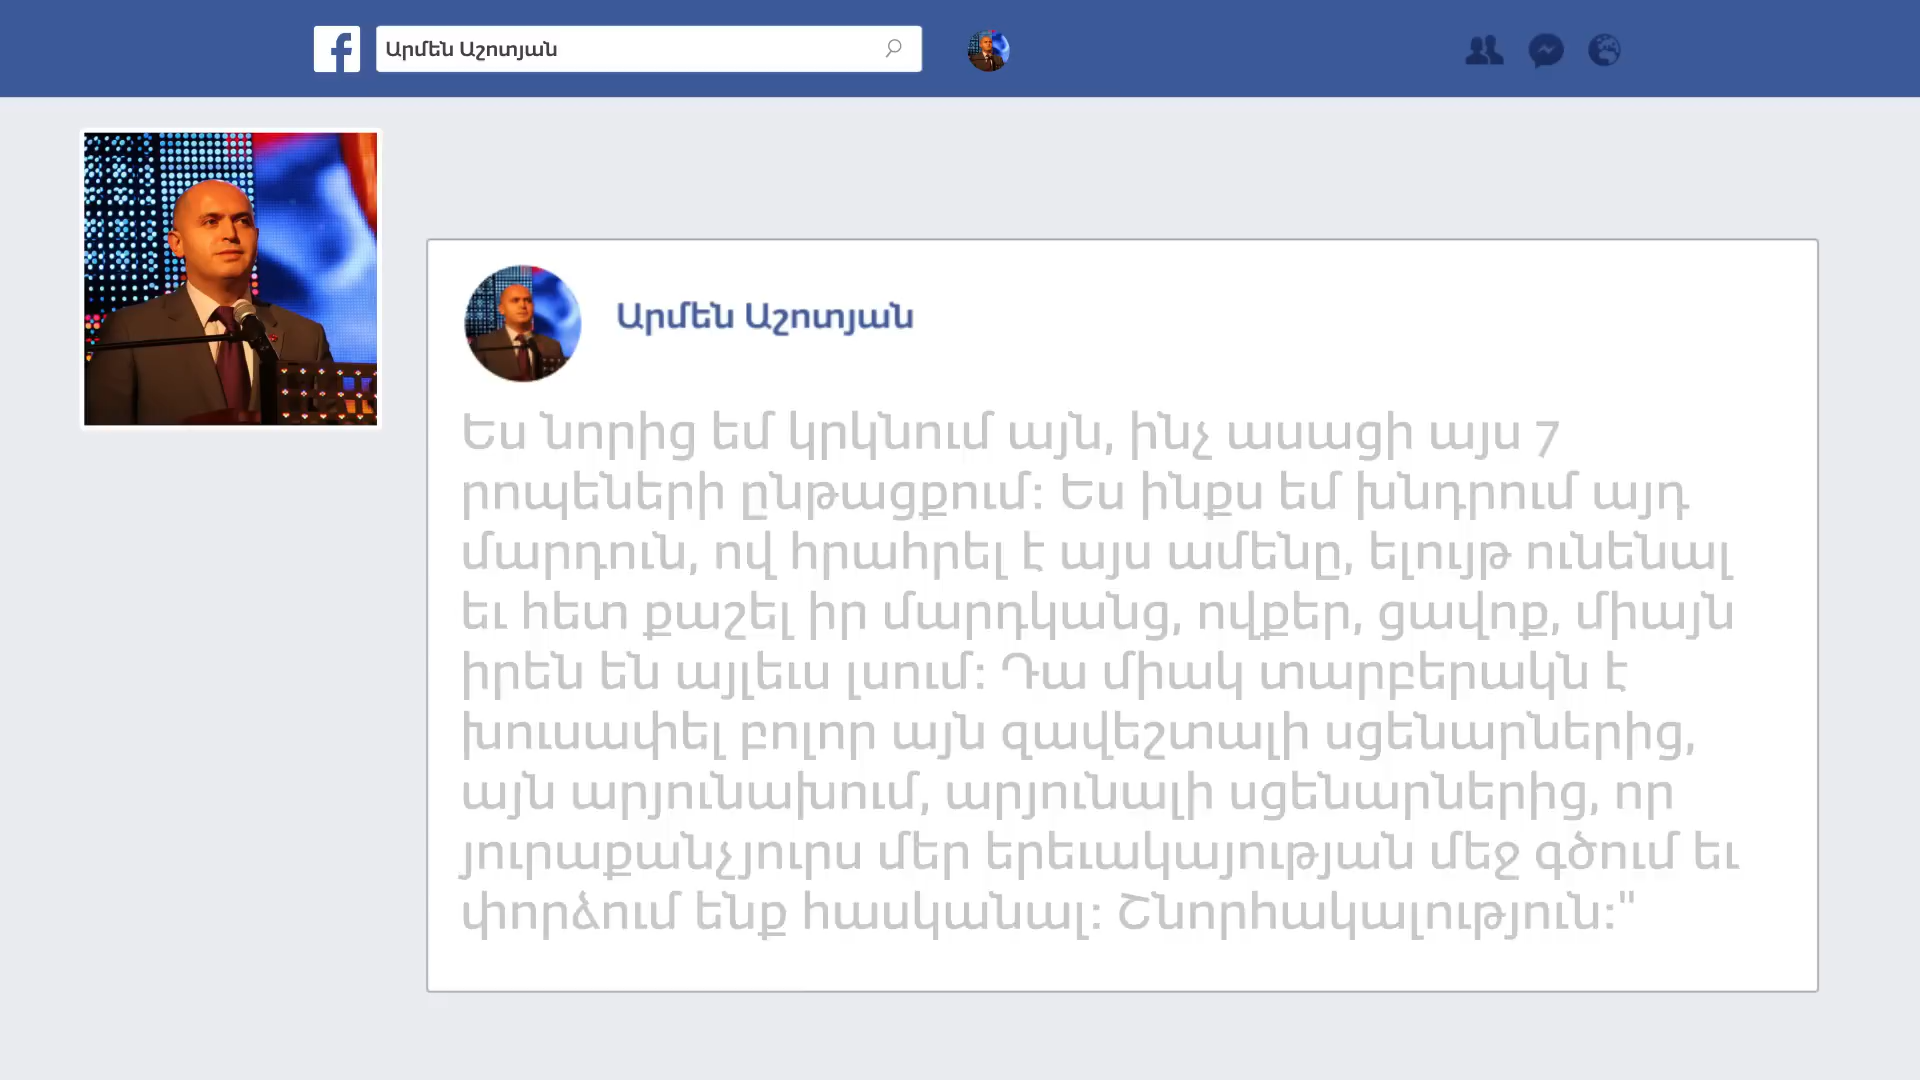 Արմեն Աշոտյան
Արմեն Աշոտյան
Ես նորից եմ կրկնում այն, ինչ ասացի այս 7
րոպեների ընթացքում: Ես ինքս եմ խնդրում այդ
մարդուն, ով հրահրել է այս ամենը, ելույթ ունենալ
եւ հետ քաշել իր մարդկանց, ովքեր, ցավոք, միայն
իրեն են այլեւս լսում: Դա միակ տարբերակն է
խուսափել բոլոր այն զավեշտալի սցենարներից,
այն արյունախում, արյունալի սցենարներից, որ
յուրաքանչյուրս մեր երեւակայության մեջ գծում եւ
փորձում ենք հասկանալ: Շնորհակալություն:"